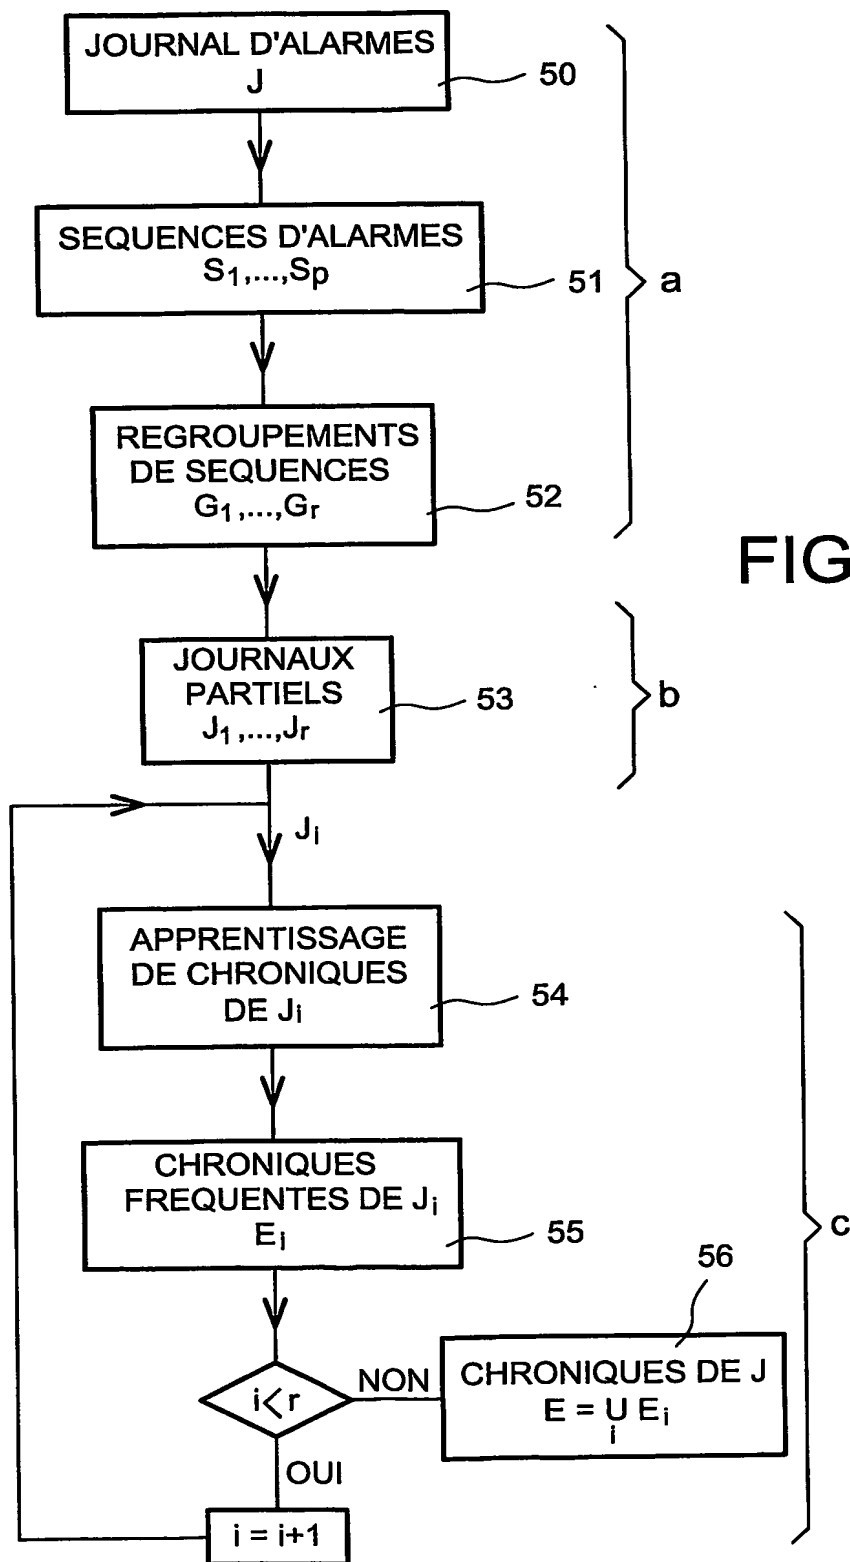 JOURNAL D'ALARMES
J
50
SEQUENCES D'ALARMES
S1,...,Sp
51
a
REGROUPEMENTS
DE SEQUENCES
G1,...,Gr
52
FIG
JOURNAUX
PARTIELS
J1,...,Jr
53
b
Ji
APPRENTISSAGE
DE CHRONIQUES
DE Ji
54
CHRONIQUES
FREQUENTES DE Ji
Ei
55
c
56
i<r
NON
CHRONIQUES DE J
E = U Ei
i
OUI
i = i+1